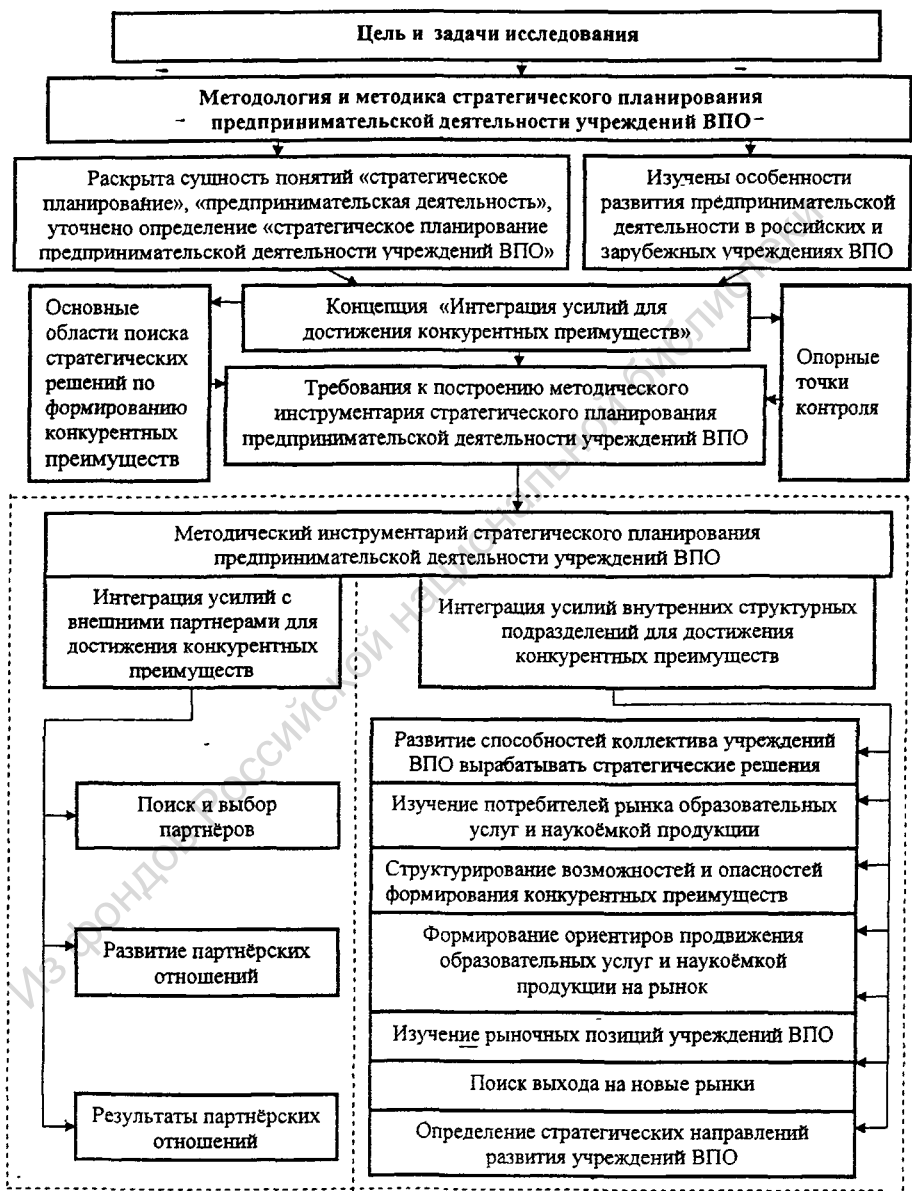 Цель и задачи исследования
Методология и методика стратегического планирования
предпринимательской деятельности учреждений ВПО
Раскрыта сущность понятий «стратегическое
планирование», «предпринимательская деятельность»,
уточнено определение «стратегическое планирование
предпринимательской деятельности учреждений ВПО»
Изучены особенности
развития предпринимательской
деятельности в российских и
зарубежных учреждениях ВПО
Основные
области поиска
стратегических
решений по
формированию
конкурентных
преимуществ
Концепция «Интеграция усилий для
достижения конкурентных преимуществ»
Требования к построению методического
инструментария стратегического планирования
предпринимательской деятельности учреждений ВПО
Опорные
точки
контроля
Методический инструментарий стратегического планирования
предпринимательской деятельности учреждений ВПО
Интеграция усилий с
внешними партнерами для
достижения конкурентных
преимуществ
Интеграция усилий внутренних структурных
подразделений для достижения
конкурентных преимуществ
Поиск и выбор
партнёров
Развитие партнёрских
отношений
Результаты партнёрских
отношений
Развитие способностей коллектива учреждений
ВПО вырабатывать стратегические решения
Изучение потребителей рынка образовательных
услуг и наукоёмкой продукции
Структурирование возможностей и опасностей
формирования конкурентных преимуществ
Формирование ориентиров продвижения
образовательных услуг и наукоёмкой
продукции на рынок
Изучение рыночных позиций учреждений ВПО
Поиск выхода на новые рынки
Определение стратегических направлений
развития учреждений ВПО
Из фондов Российской национальной библиотеки